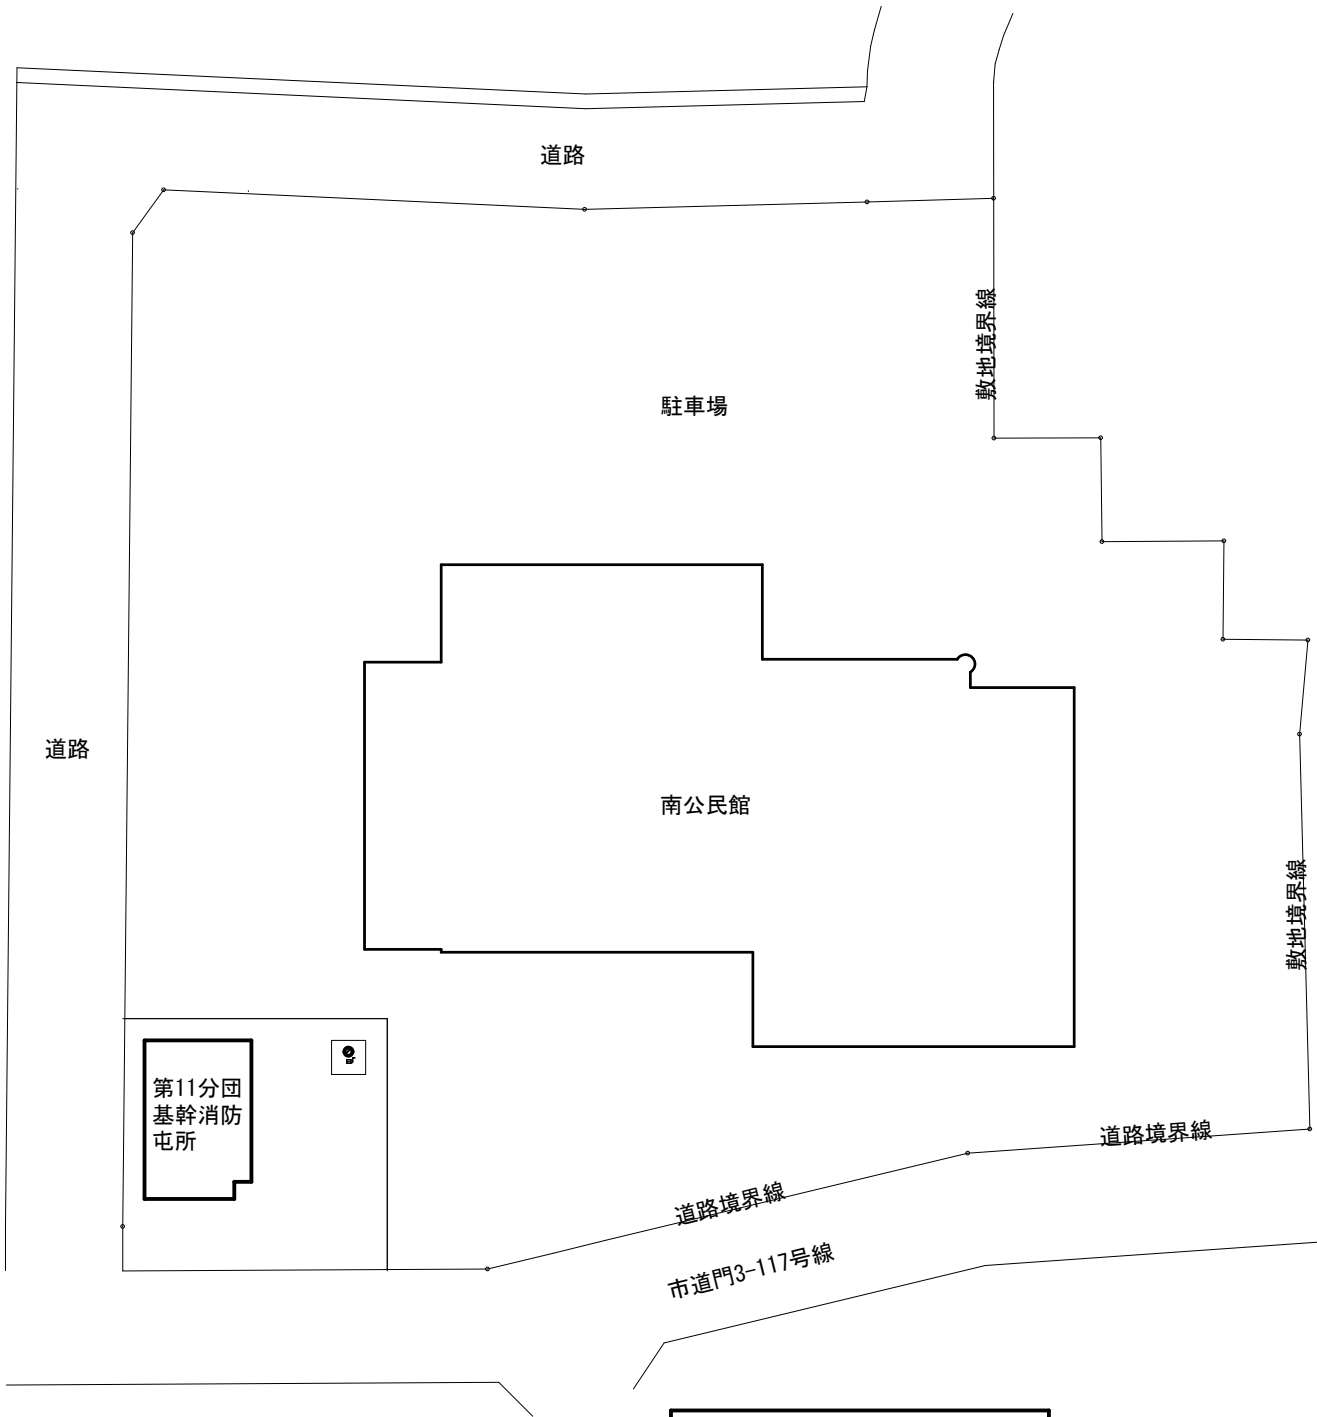 道路
敷地境界線
駐車場
道路
南公民館
敷地境界線
第11分団
基幹消防
屯所
道路境界線
道路境界線
市道門3-117号線